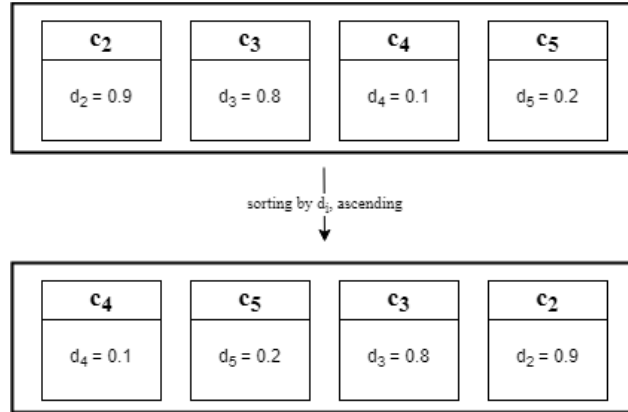 c₂ c₃ c₄ c₅
d₂ = 0.9 d₃ = 0.8 d₄ = 0.1 d₅ = 0.2
sorting by dᵢ, ascending
c₄ c₅ c₃ c₂
d₄ = 0.1 d₅ = 0.2 d₃ = 0.8 d₂ = 0.9